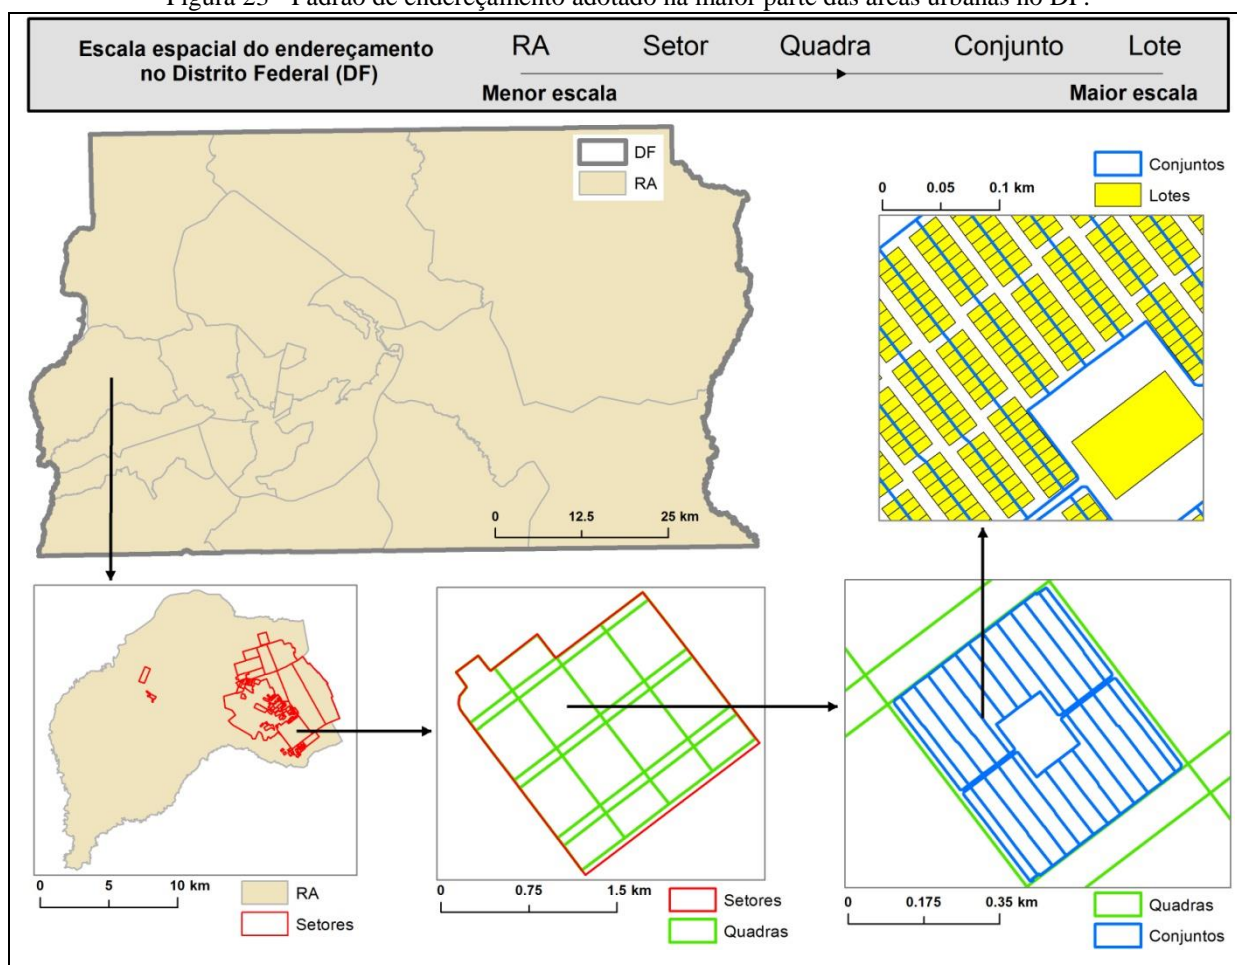 Figura 23 - Padrão de endereçamento adotado na maior parte das áreas urbanas no DF.
Escala espacial do endereçamento
no Distrito Federal (DF)
RA Setor Quadra Conjunto Lote
Menor escala Maior escala
DF
RA
0 12.5 25 km
Conjuntos
Lotes
0 0.05 0.1 km
0 5 10 km
RA
Setores
0 0.75 1.5 km
Setores
Quadras
0 0.175 0.35 km
Quadras
Conjuntos